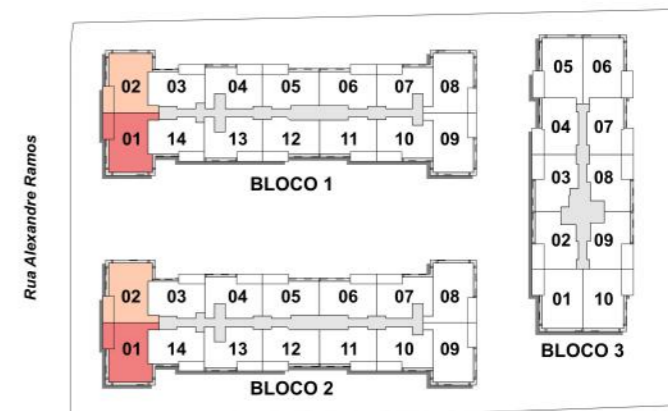 Rua Alexandre Ramos
02 03 04 05 06 07 08
01 14 13 12 11 10 09
BLOCO 1
02 03 04 05 06 07 08
01 14 13 12 11 10 09
BLOCO 2
05 06
04 07
03 08
02 09
01 10
BLOCO 3